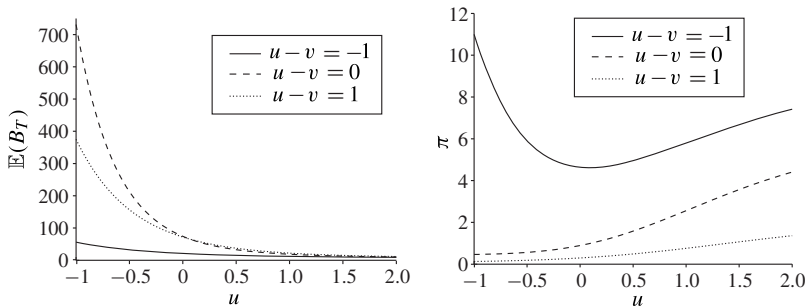 700
600
500
400
300
200
100
0
𝔼(B_T)
u − v = −1
u − v = 0
u − v = 1
−1 −0.5 0 0.5 1.0 1.5 2.0
u
12
10
8
6
4
2
0
π
u − v = −1
u − v = 0
u − v = 1
−1 −0.5 0 0.5 1.0 1.5 2.0
u